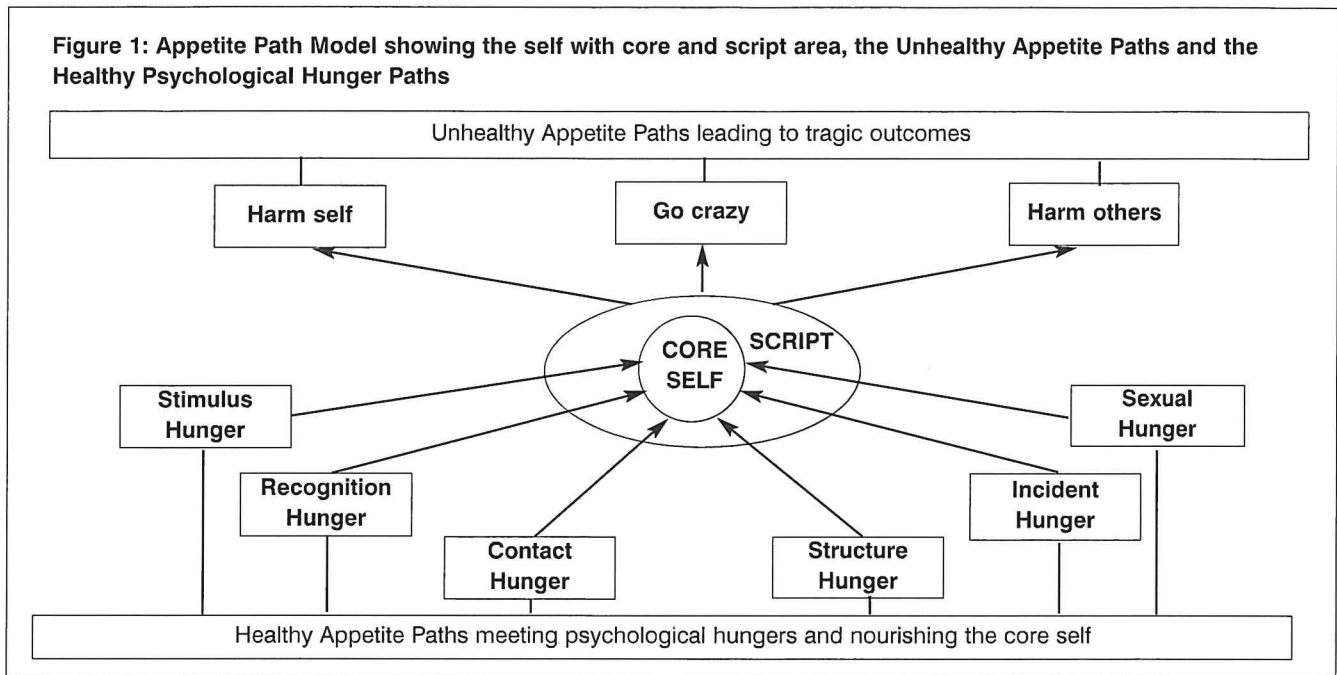 Figure 1: Appetite Path Model showing the self with core and script area, the Unhealthy Appetite Paths and the
Healthy Psychological Hunger Paths
Unhealthy Appetite Paths leading to tragic outcomes
Harm self
Go crazy
Harm others
CORE
SELF
SCRIPT
Stimulus
Hunger
Sexual
Hunger
Recognition
Hunger
Incident
Hunger
Contact
Hunger
Structure
Hunger
Healthy Appetite Paths meeting psychological hungers and nourishing the core self